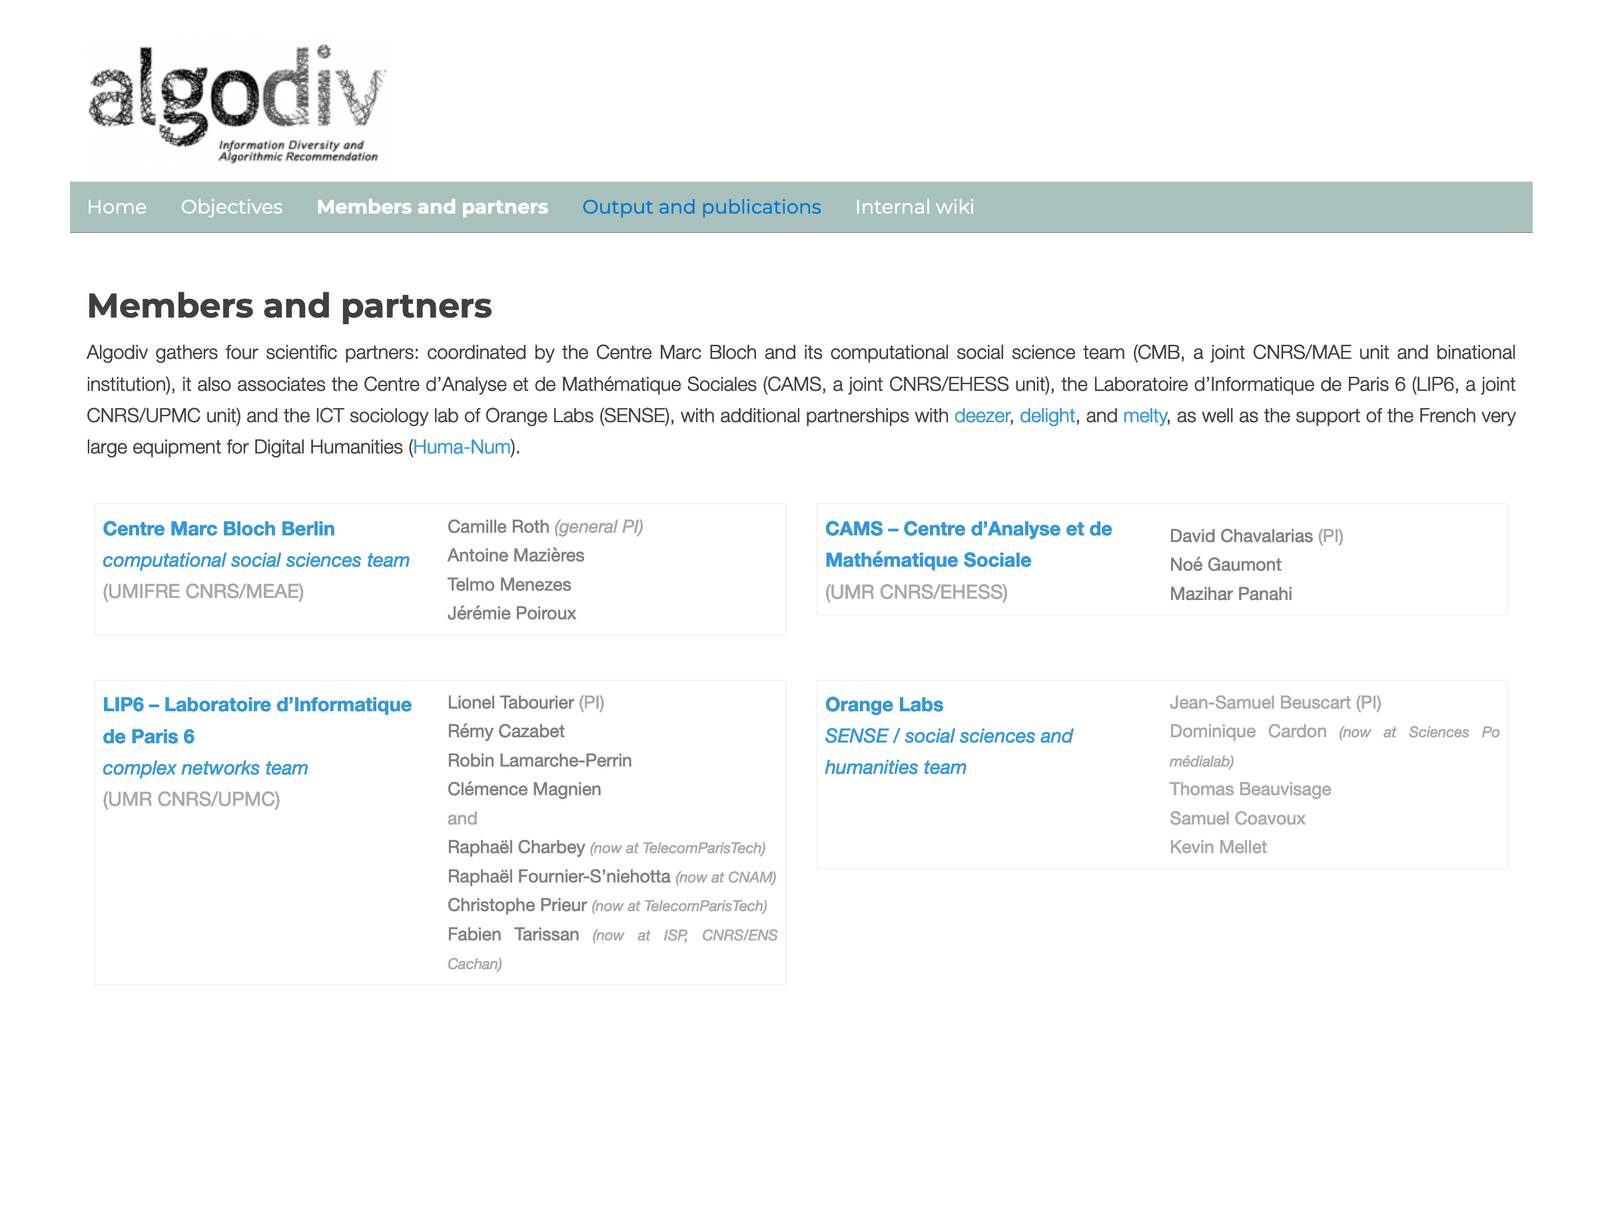 algodiv
Information Diversity and
Algorithmic Recommendation
Home Objectives Members and partners Output and publications Internal wiki
Members and partners
Algodiv gathers four scientific partners: coordinated by the Centre Marc Bloch and its computational social science team (CMB, a joint CNRS/MAE unit and binational
institution), it also associates the Centre d’Analyse et de Mathématique Sociales (CAMS, a joint CNRS/EHESS unit), the Laboratoire d’Informatique de Paris 6 (LIP6, a joint
CNRS/UPMC unit) and the ICT sociology lab of Orange Labs (SENSE), with additional partnerships with deezer, delight, and melty, as well as the support of the French very
large equipment for Digital Humanities (Huma-Num).
Centre Marc Bloch Berlin
computational social sciences team
(UMIFRE CNRS/MEAE)
Camille Roth (general PI)
Antoine Mazières
Telmo Menezes
Jérémie Poiroux
CAMS – Centre d’Analyse et de
Mathématique Sociale
(UMR CNRS/EHESS)
David Chavalarias (PI)
Noé Gaumont
Mazihar Panahi
LIP6 – Laboratoire d’Informatique
de Paris 6
complex networks team
(UMR CNRS/UPMC)
Lionel Tabourier (PI)
Rémy Cazabet
Robin Lamarche-Perrin
Clémence Magnien
and
Raphaël Charbey (now at TelecomParisTech)
Raphaël Fournier-S’niehotta (now at CNAM)
Christophe Prieur (now at TelecomParisTech)
Fabien Tarissan (now at ISP, CNRS/ENS
Cachan)
Orange Labs
SENSE / social sciences and
humanities team
Jean-Samuel Beuscart (PI)
Dominique Cardon (now at Sciences Po
médialab)
Thomas Beauvisage
Samuel Coavoux
Kevin Mellet